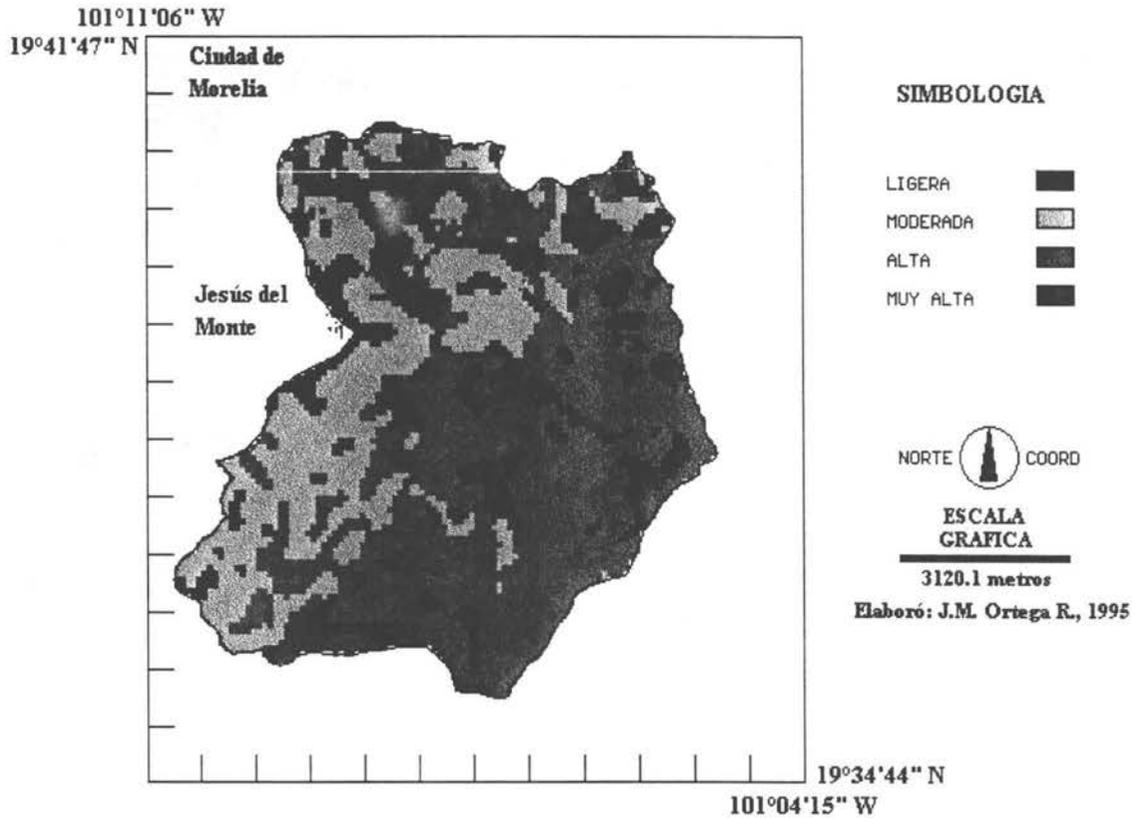 101°11'06" W
19°41'47" N
Ciudad de
Morelia
SIMBOLOGIA
LIGERA
MODERADA
ALTA
MUY ALTA
Jesús del
Monte
NORTE
COORD
ESCALA
GRAFICA
3120.1 metros
Elaboró: J.M. Ortega R., 1995
19°34'44" N
101°04'15" W